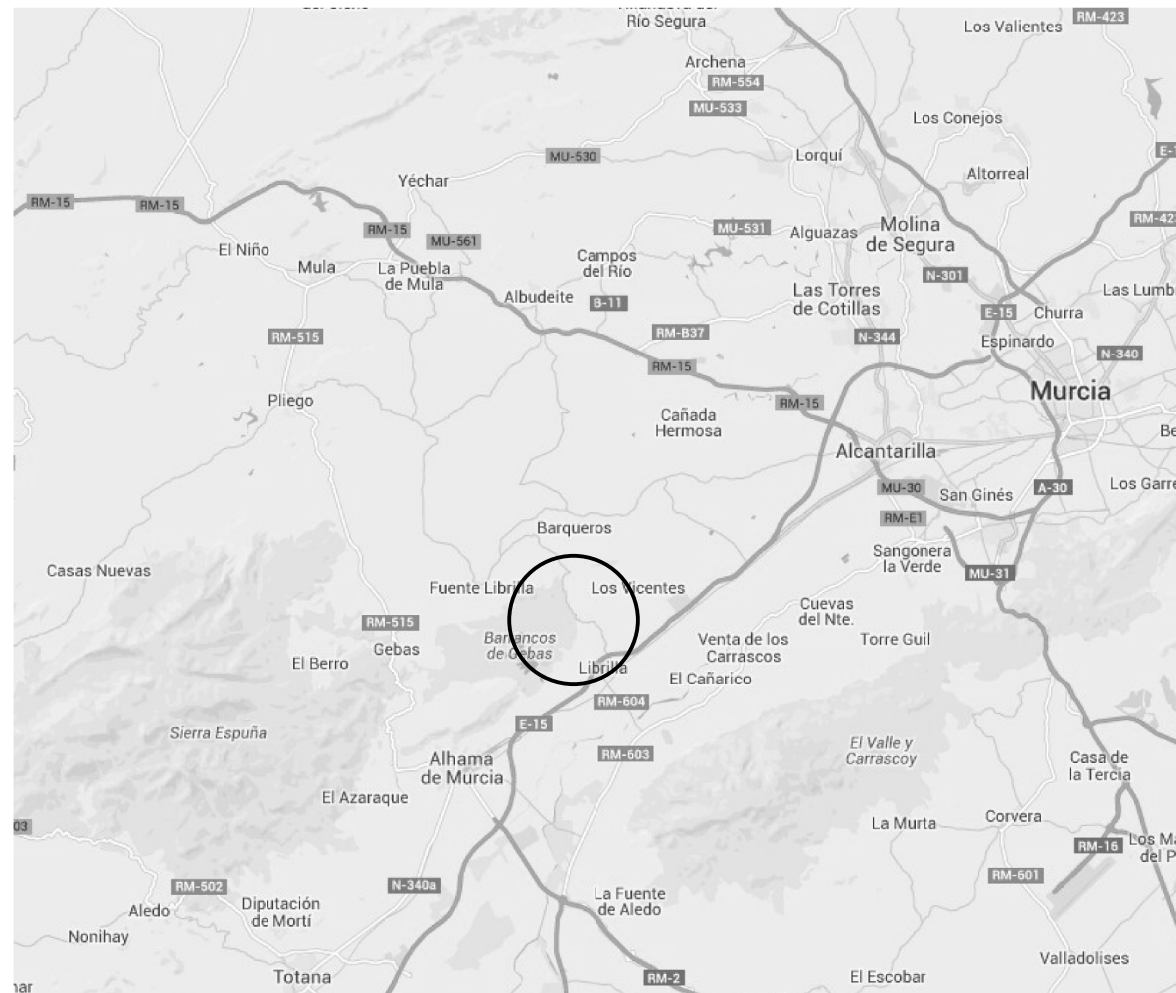 Río Segura
RM-423
Los Valientes
Archena
RM-554
MU-533
Los Conejos
MU-530
Lorquí
Yéchar
Altorreal
RM-15
RM-15
RM-15
MU-561
MU-531
Alguazas
Molina
de Segura
El Niño
Mula
La Puebla
de Mula
Campos
del Río
N-301
Albudeite
B-11
Las Torres
de Cotillas
E-15
Churra
RM-515
RM-B37
N-344
Espinardo
N-340
RM-15
Pliego
RM-15
Murcia
Cañada
Hermosa
Alcantarilla
MU-30
San Ginés
A-30
RM-E1
Barqueros
Sangonera
la Verde
MU-31
Casas Nuevas
Fuente Librilla
Los Vicentes
Cuevas
del Nte.
RM-515
Gebas
Barrancos
de Gebas
Venta de los
Carrascos
Torre Guil
El Berro
Librilla
El Cañarico
RM-604
Sierra Espuña
E-15
RM-603
El Valle y
Carrascoy
Alhama
de Murcia
Casa de
la Tercia
El Azaraque
La Murta
Corvera
03
RM-16
RM-502
N-340a
RM-601
Aledo
Diputación
de Mortí
La Fuente
de Aledo
Nonihay
Valladolises
Totana
RM-2
El Escobar